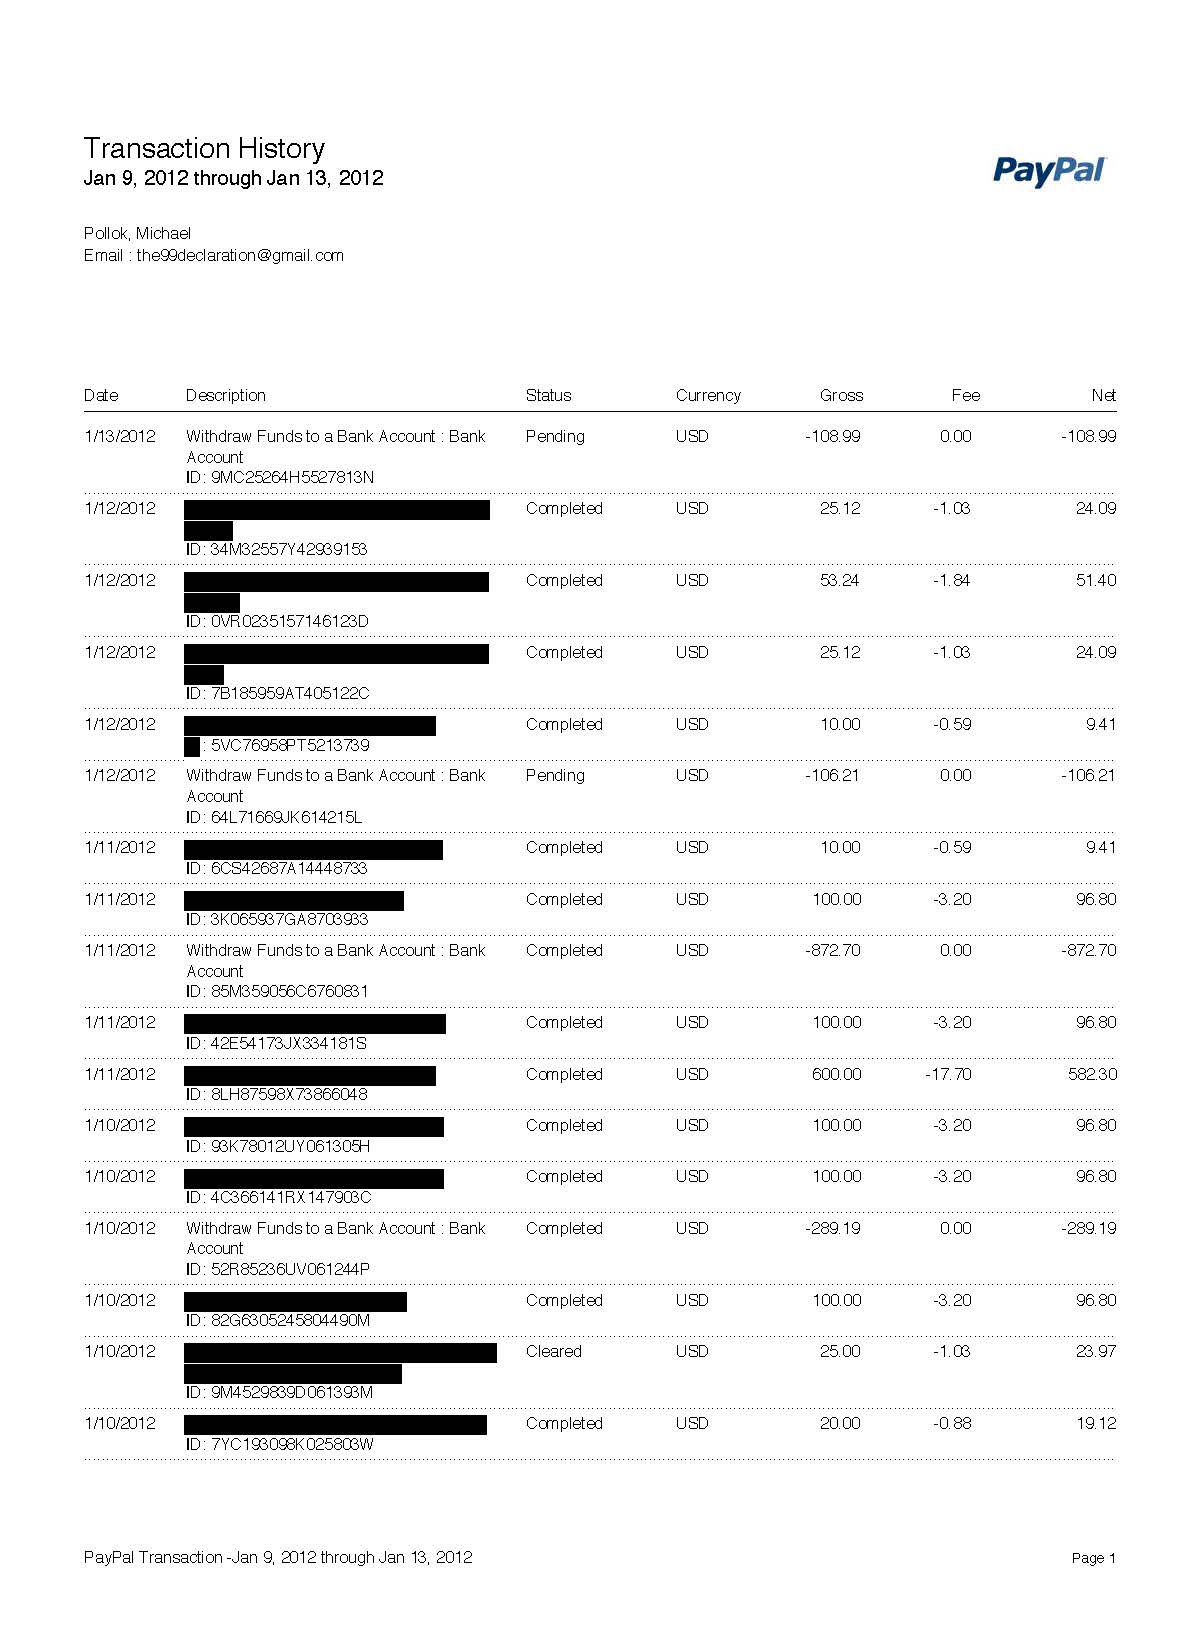 Transaction History
Jan 9, 2012 through Jan 13, 2012
PayPal
Pollok, Michael
Email : the99declaration@gmail.com
Date Description Status Currency Gross Fee Net
1/13/2012 Withdraw Funds to a Bank Account : Bank Pending USD -108.99 0.00 -108.99
Account
ID: 9MC25264H5527813N
1/12/2012 Completed USD 25.12 -1.03 24.09
ID: 34M32557Y42939153
1/12/2012 Completed USD 53.24 -1.84 51.40
ID: 0VR0235157146123D
1/12/2012 Completed USD 25.12 -1.03 24.09
ID: 7B185959AT405122C
1/12/2012 Completed USD 10.00 -0.59 9.41
: 5VC76958PT5213739
1/12/2012 Withdraw Funds to a Bank Account : Bank Pending USD -106.21 0.00 -106.21
Account
ID: 64L71669JK614215L
1/11/2012 Completed USD 10.00 -0.59 9.41
ID: 6CS42687A14448733
1/11/2012 Completed USD 100.00 -3.20 96.80
ID: 3K065937GA8703933
1/11/2012 Withdraw Funds to a Bank Account : Bank Completed USD -872.70 0.00 -872.70
Account
ID: 85M359056C6760831
1/11/2012 Completed USD 100.00 -3.20 96.80
ID: 42E54173JX334181S
1/11/2012 Completed USD 600.00 -17.70 582.30
ID: 8LH87598X73866048
1/10/2012 Completed USD 100.00 -3.20 96.80
ID: 93K78012UY061305H
1/10/2012 Completed USD 100.00 -3.20 96.80
ID: 4C366141RX147903C
1/10/2012 Withdraw Funds to a Bank Account : Bank Completed USD -289.19 0.00 -289.19
Account
ID: 52R85236UV061244P
1/10/2012 Completed USD 100.00 -3.20 96.80
ID: 82G6305245804490M
1/10/2012 Cleared USD 25.00 -1.03 23.97
ID: 9M4529839D061393M
1/10/2012 Completed USD 20.00 -0.88 19.12
ID: 7YC193098K025803W
PayPal Transaction -Jan 9, 2012 through Jan 13, 2012 Page 1